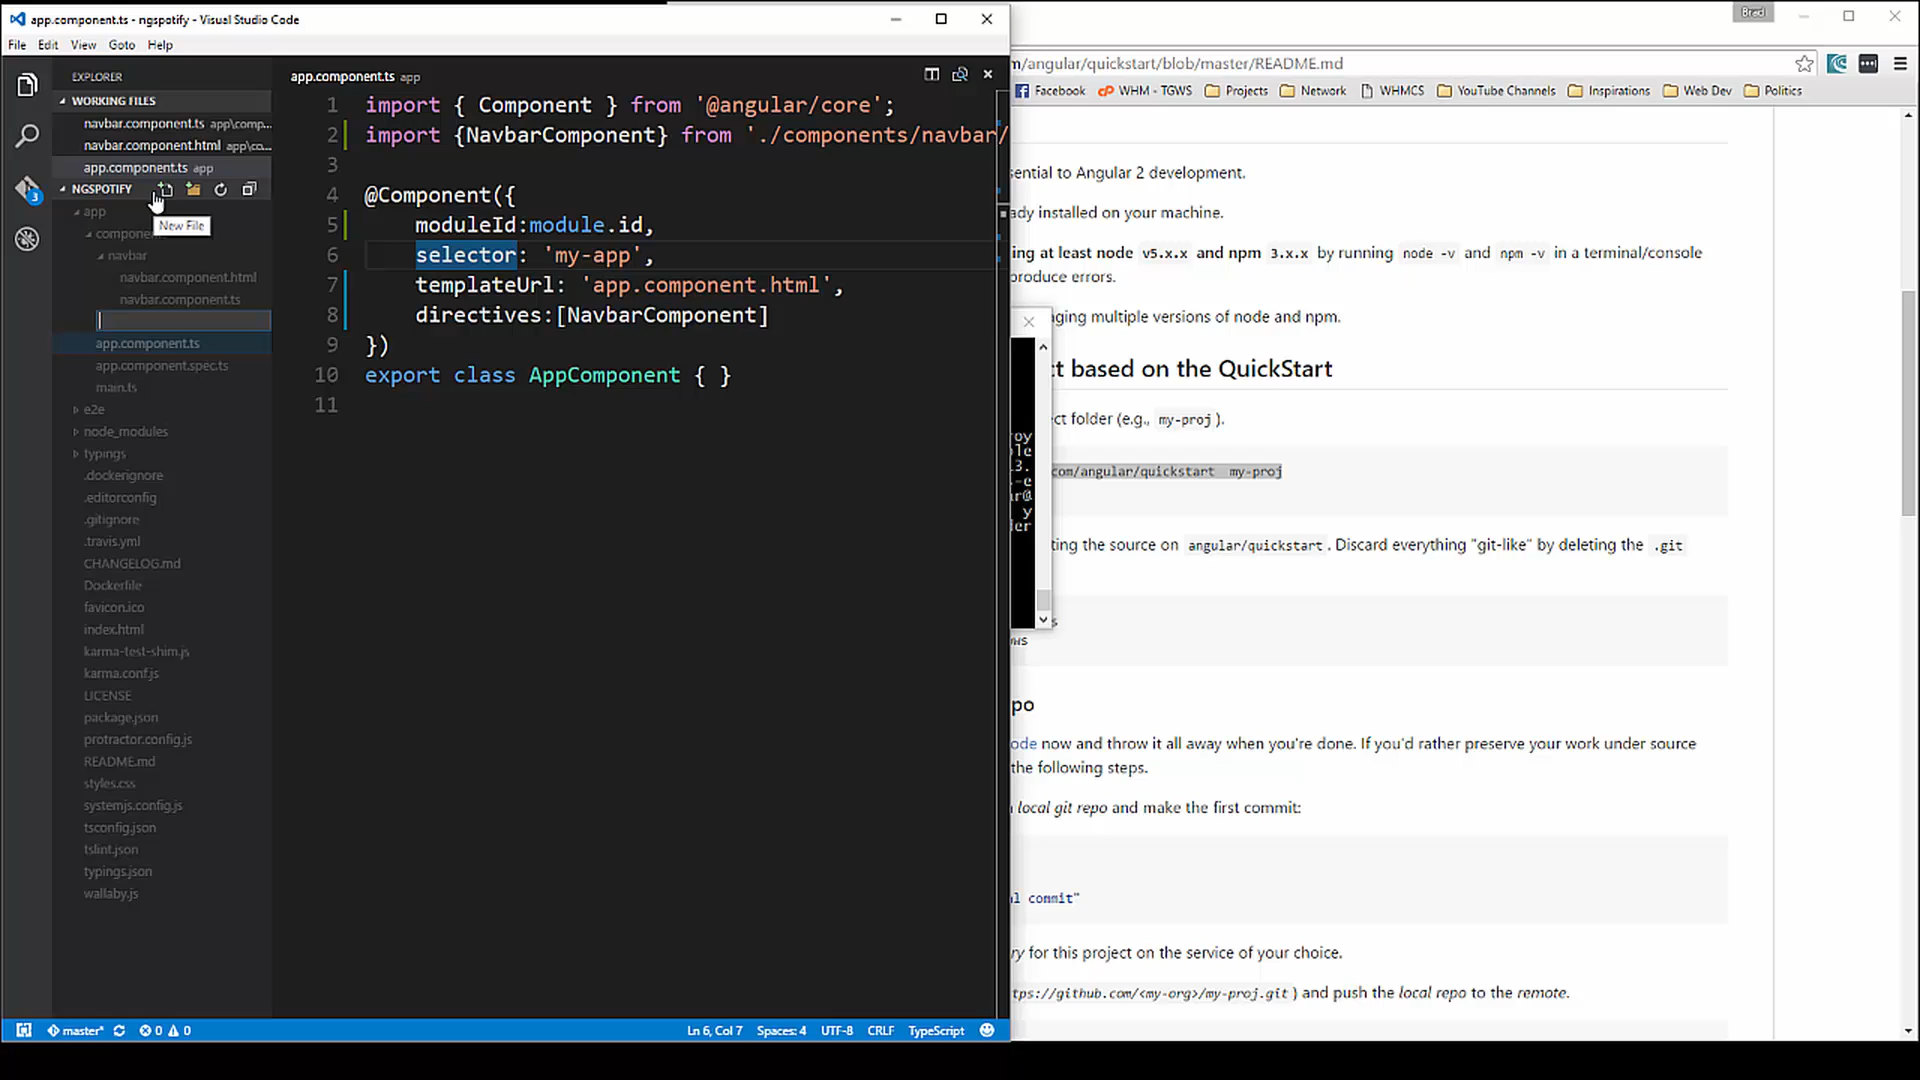 app.component.ts - ngspotify - Visual Studio Code
File Edit View Goto Help
EXPLORER
WORKING FILES
navbar.component.ts app\comp...
navbar.component.html app\co...
app.component.ts app
NGSPOTIFY
New File
app
componen
navbar
navbar.component.html
navbar.component.ts
app.component.ts
app.component.spec.ts
main.ts
e2e
node_modules
typings
.dockerignore
.editorconfig
.gitignore
.travis.yml
CHANGELOG.md
Dockerfile
favicon.ico
index.html
karma-test-shim.js
karma.conf.js
LICENSE
package.json
protractor.config.js
README.md
styles.css
systemjs.config.js
tsconfig.json
tslint.json
typings.json
wallaby.js
3
app.component.ts app
1 import { Component } from '@angular/core';
2 import {NavbarComponent} from './components/navbar/
3
4 @Component({
5 moduleId:module.id,
6 selector: 'my-app',
7 templateUrl: 'app.component.html',
8 directives:[NavbarComponent]
9 })
10 export class AppComponent { }
11
master* 0 0 Ln 6, Col 7 Spaces: 4 UTF-8 CRLF TypeScript
Brad
m/angular/quickstart/blob/master/README.md
Facebook WHM - TGWS Projects Network WHMCS YouTube Channels Inspirations Web Dev Politics
sential to Angular 2 development.
ady installed on your machine.
ing at least node v5.x.x and npm 3.x.x by running node -v and npm -v in a terminal/console
produce errors.
aging multiple versions of node and npm.
ct based on the QuickStart
ect folder (e.g., my-proj ).
com/angular/quickstart my-proj
oy
le
3.
-e
r@
y
der
ting the source on angular/quickstart . Discard everything "git-like" by deleting the .git
s
ows
po
ode now and throw it all away when you're done. If you'd rather preserve your work under source
the following steps.
local git repo and make the first commit:
al commit"
ry for this project on the service of your choice.
tps://github.com/<my-org>/my-proj.git ) and push the local repo to the remote.